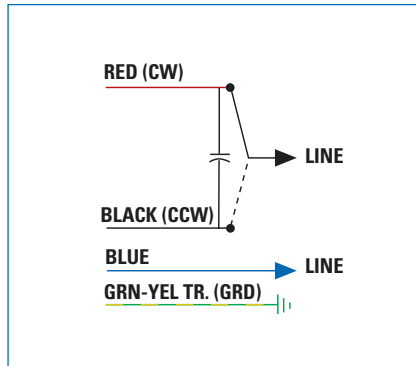 RED (CW)
LINE
BLACK (CCW)
BLUE
LINE
GRN-YEL TR. (GRD)